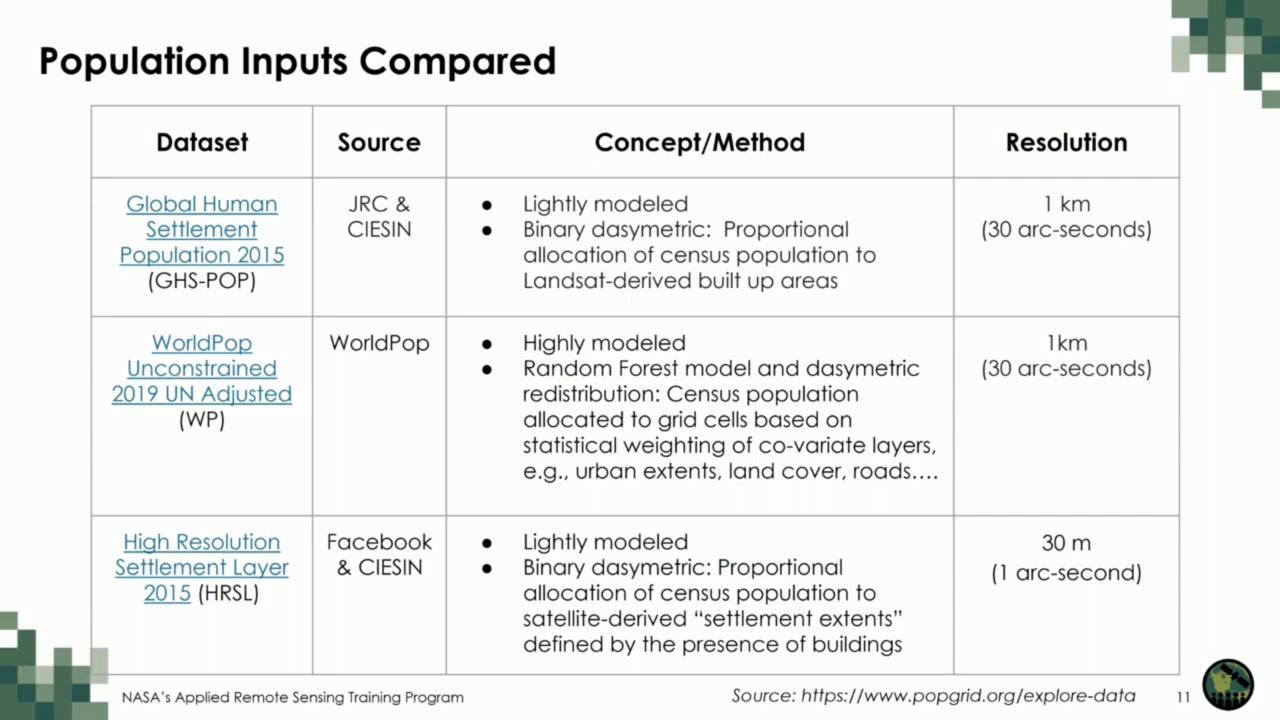 Population Inputs Compared
Dataset
Source
Concept/Method
Resolution
Global Human
Settlement
Population 2015
(GHS-POP)
JRC &
CIESIN
● Lightly modeled
● Binary dasymetric:  Proportional
allocation of census population to
Landsat-derived built up areas
1 km
(30 arc-seconds)
WorldPop
Unconstrained
2019 UN Adjusted
(WP)
WorldPop
● Highly modeled
● Random Forest model and dasymetric
redistribution: Census population
allocated to grid cells based on
statistical weighting of co-variate layers,
e.g., urban extents, land cover, roads….
1km
(30 arc-seconds)
High Resolution
Settlement Layer
2015 (HRSL)
Facebook
& CIESIN
● Lightly modeled
● Binary dasymetric: Proportional
allocation of census population to
satellite-derived “settlement extents”
defined by the presence of buildings
30 m
(1 arc-second)
NASA's Applied Remote Sensing Training Program
Source: https://www.popgrid.org/explore-data
11